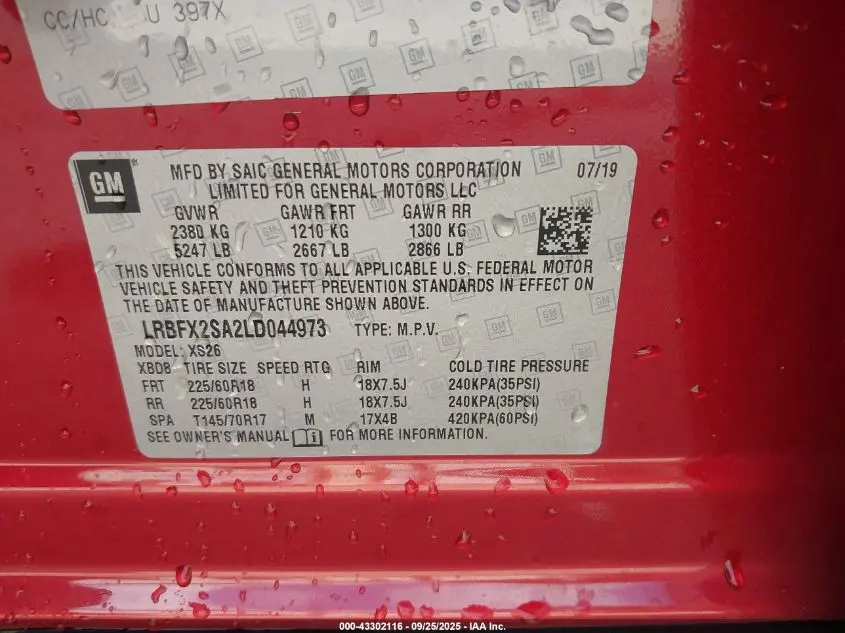 CC/HC U 397X
GM
MFD BY SAIC GENERAL MOTORS CORPORATION 07/19
LIMITED FOR GENERAL MOTORS LLC
GVWR GAWR FRT GAWR RR
2380 KG 1210 KG 1300 KG
5247 LB 2667 LB 2866 LB
THIS VEHICLE CONFORMS TO ALL APPLICABLE U.S. FEDERAL MOTOR
VEHICLE SAFETY AND THEFT PREVENTION STANDARDS IN EFFECT ON
THE DATE OF MANUFACTURE SHOWN ABOVE.
LRBFX2SA2LD044973 TYPE: M.P.V.
MODEL: XS26
XBD8 TIRE SIZE SPEED RTG RIM COLD TIRE PRESSURE
FRT 225/60R18 H 18X7.5J 240KPA(35PSI)
RR 225/60R18 H 18X7.5J 240KPA(35PSI)
SPA T145/70R17 M 17X4B 420KPA(60PSI)
SEE OWNER'S MANUAL FOR MORE INFORMATION.
000-43302116 - 09/25/2025 - IAA Inc.